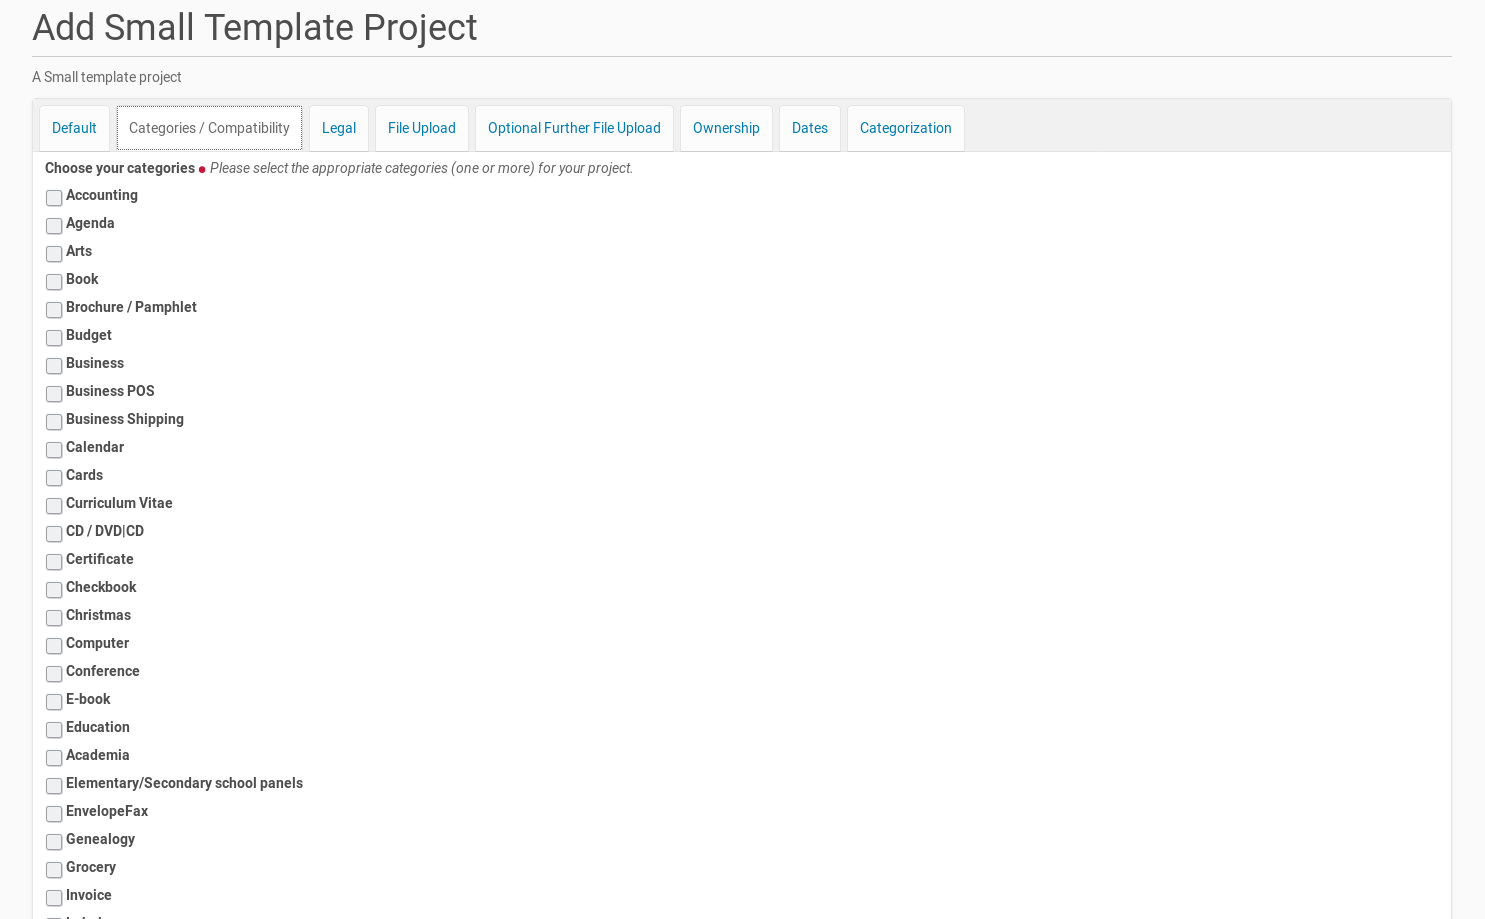 Add Small Template Project
A Small template project
Default Categories / Compatibility Legal File Upload Optional Further File Upload Ownership Dates Categorization
Choose your categories Please select the appropriate categories (one or more) for your project.
Accounting
Agenda
Arts
Book
Brochure / Pamphlet
Budget
Business
Business POS
Business Shipping
Calendar
Cards
Curriculum Vitae
CD / DVD|CD
Certificate
Checkbook
Christmas
Computer
Conference
E-book
Education
Academia
Elementary/Secondary school panels
EnvelopeFax
Genealogy
Grocery
Invoice